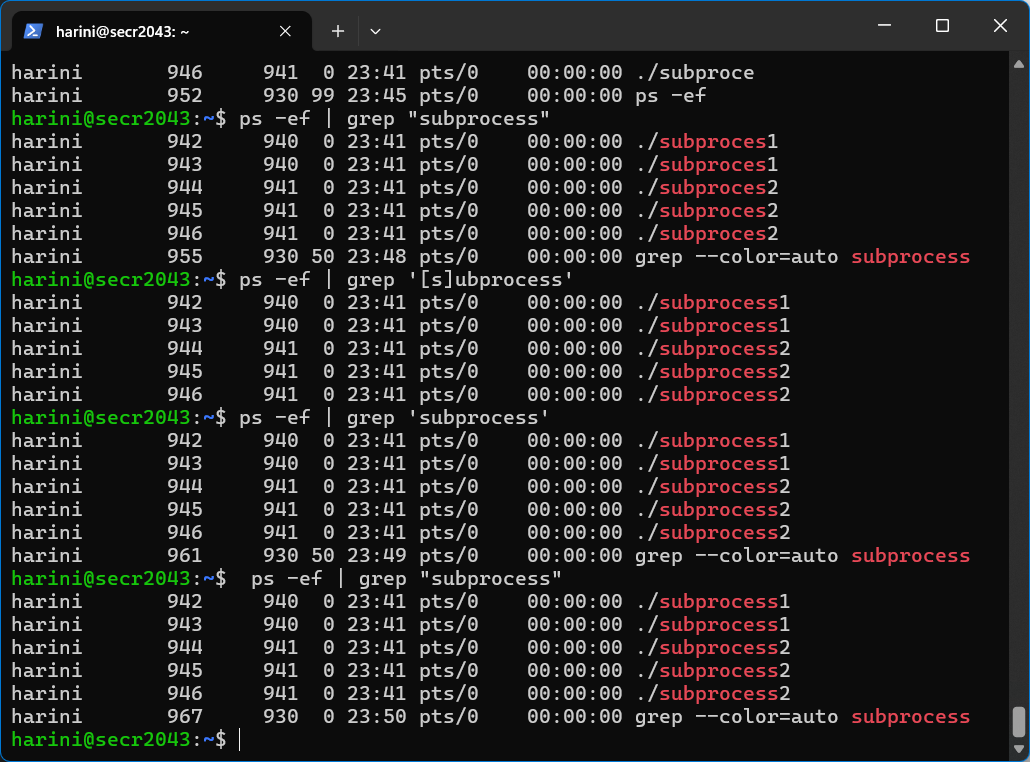 harini@secr2043: ~
harini 946 941 0 23:41 pts/0 00:00:00 ./subproce
harini 952 930 99 23:45 pts/0 00:00:00 ps -ef
harini@secr2043:~$ ps -ef | grep "subprocess"
harini 942 940 0 23:41 pts/0 00:00:00 ./subproces1
harini 943 940 0 23:41 pts/0 00:00:00 ./subproces1
harini 944 941 0 23:41 pts/0 00:00:00 ./subproces2
harini 945 941 0 23:41 pts/0 00:00:00 ./subproces2
harini 946 941 0 23:41 pts/0 00:00:00 ./subproces2
harini 955 930 50 23:48 pts/0 00:00:00 grep --color=auto subprocess
harini@secr2043:~$ ps -ef | grep '[s]ubprocess'
harini 942 940 0 23:41 pts/0 00:00:00 ./subprocess1
harini 943 940 0 23:41 pts/0 00:00:00 ./subprocess1
harini 944 941 0 23:41 pts/0 00:00:00 ./subprocess2
harini 945 941 0 23:41 pts/0 00:00:00 ./subprocess2
harini 946 941 0 23:41 pts/0 00:00:00 ./subprocess2
harini@secr2043:~$ ps -ef | grep 'subprocess'
harini 942 940 0 23:41 pts/0 00:00:00 ./subprocess1
harini 943 940 0 23:41 pts/0 00:00:00 ./subprocess1
harini 944 941 0 23:41 pts/0 00:00:00 ./subprocess2
harini 945 941 0 23:41 pts/0 00:00:00 ./subprocess2
harini 946 941 0 23:41 pts/0 00:00:00 ./subprocess2
harini 961 930 50 23:49 pts/0 00:00:00 grep --color=auto subprocess
harini@secr2043:~$  ps -ef | grep "subprocess"
harini 942 940 0 23:41 pts/0 00:00:00 ./subprocess1
harini 943 940 0 23:41 pts/0 00:00:00 ./subprocess1
harini 944 941 0 23:41 pts/0 00:00:00 ./subprocess2
harini 945 941 0 23:41 pts/0 00:00:00 ./subprocess2
harini 946 941 0 23:41 pts/0 00:00:00 ./subprocess2
harini 967 930 0 23:50 pts/0 00:00:00 grep --color=auto subprocess
harini@secr2043:~$